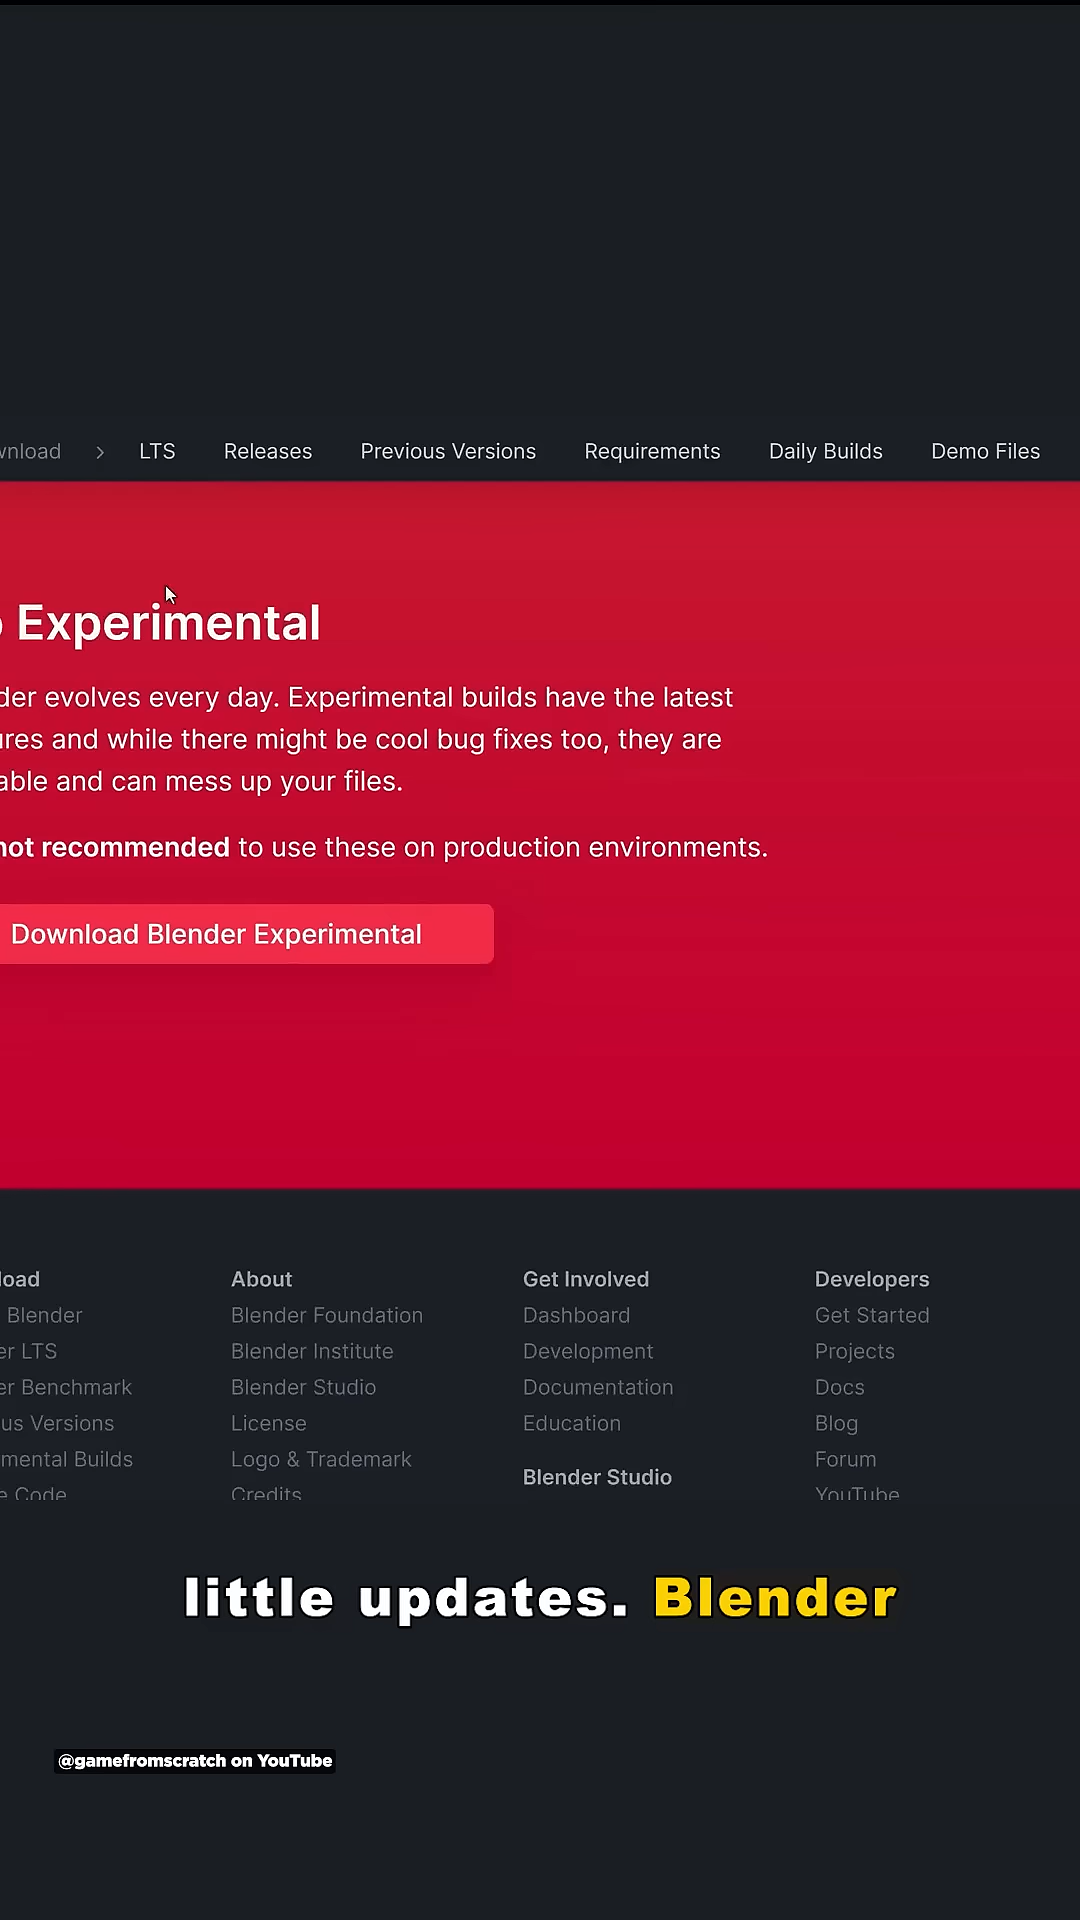 wnload > LTS Releases Previous Versions Requirements Daily Builds Demo Files
o Experimental
der evolves every day. Experimental builds have the latest
ures and while there might be cool bug fixes too, they are
able and can mess up your files.
not recommended to use these on production environments.
Download Blender Experimental
load About Get Involved Developers
Blender Blender Foundation Dashboard Get Started
er LTS Blender Institute Development Projects
er Benchmark Blender Studio Documentation Docs
us Versions License Education Blog
mental Builds Logo & Trademark Forum
Blender Studio
e Code Credits YouTube
little updates. Blender
@gamefromscratch on YouTube